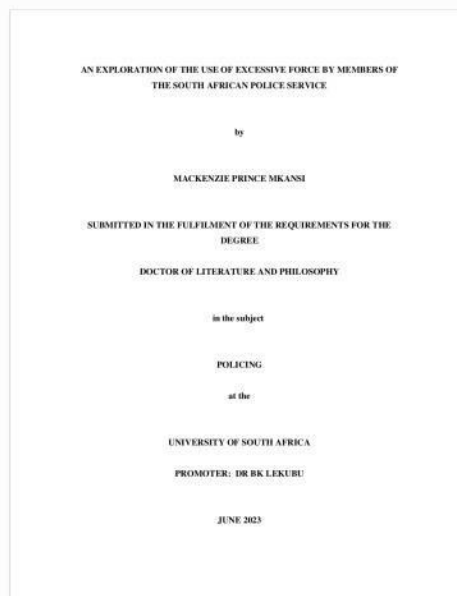 AN EXPLORATION OF THE USE OF EXCESSIVE FORCE BY MEMBERS OF
THE SOUTH AFRICAN POLICE SERVICE
by
MACKENZIE PRINCE MKANSI
SUBMITTED IN THE FULFILMENT OF THE REQUIREMENTS FOR THE
DEGREE
DOCTOR OF LITERATURE AND PHILOSOPHY
in the subject
POLICING
at the
UNIVERSITY OF SOUTH AFRICA
PROMOTER: DR BK LEKUBU
JUNE 2023